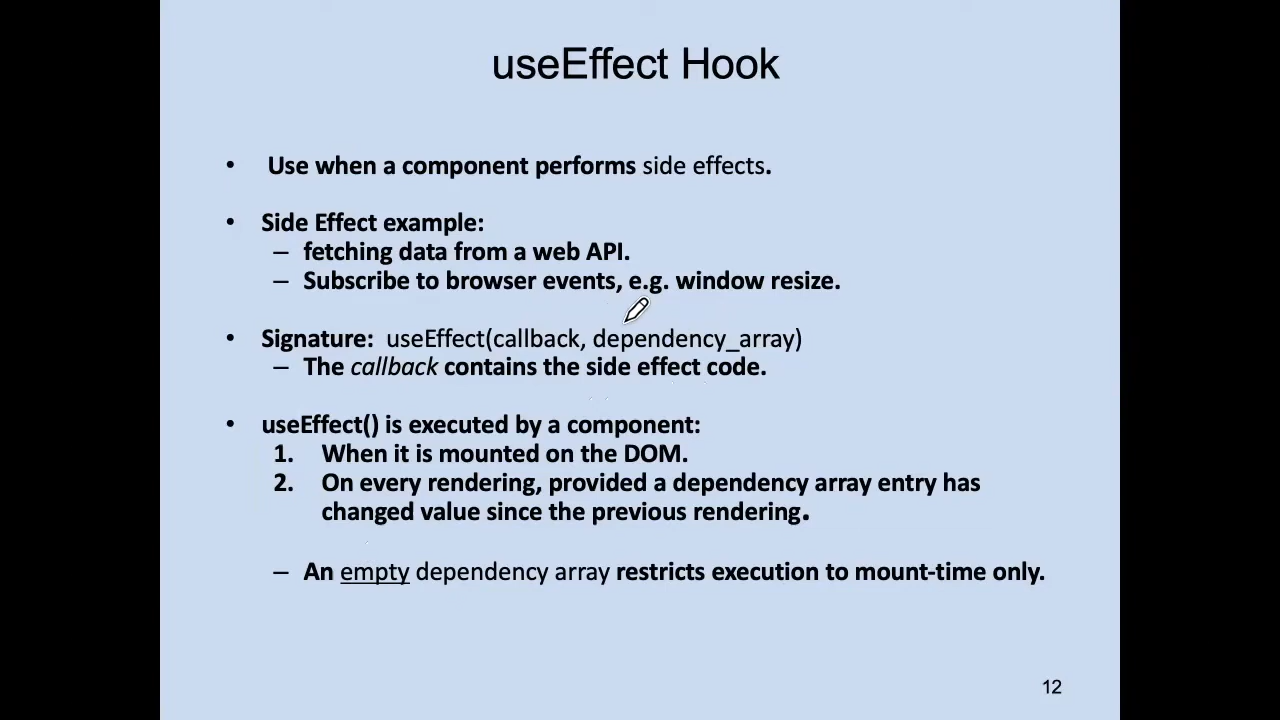 useEffect Hook
• Use when a component performs side effects.
• Side Effect example:
– fetching data from a web API.
– Subscribe to browser events, e.g. window resize.
• Signature: useEffect(callback, dependency_array)
– The callback contains the side effect code.
• useEffect() is executed by a component:
1. When it is mounted on the DOM.
2. On every rendering, provided a dependency array entry has
changed value since the previous rendering.
– An empty dependency array restricts execution to mount-time only.
12